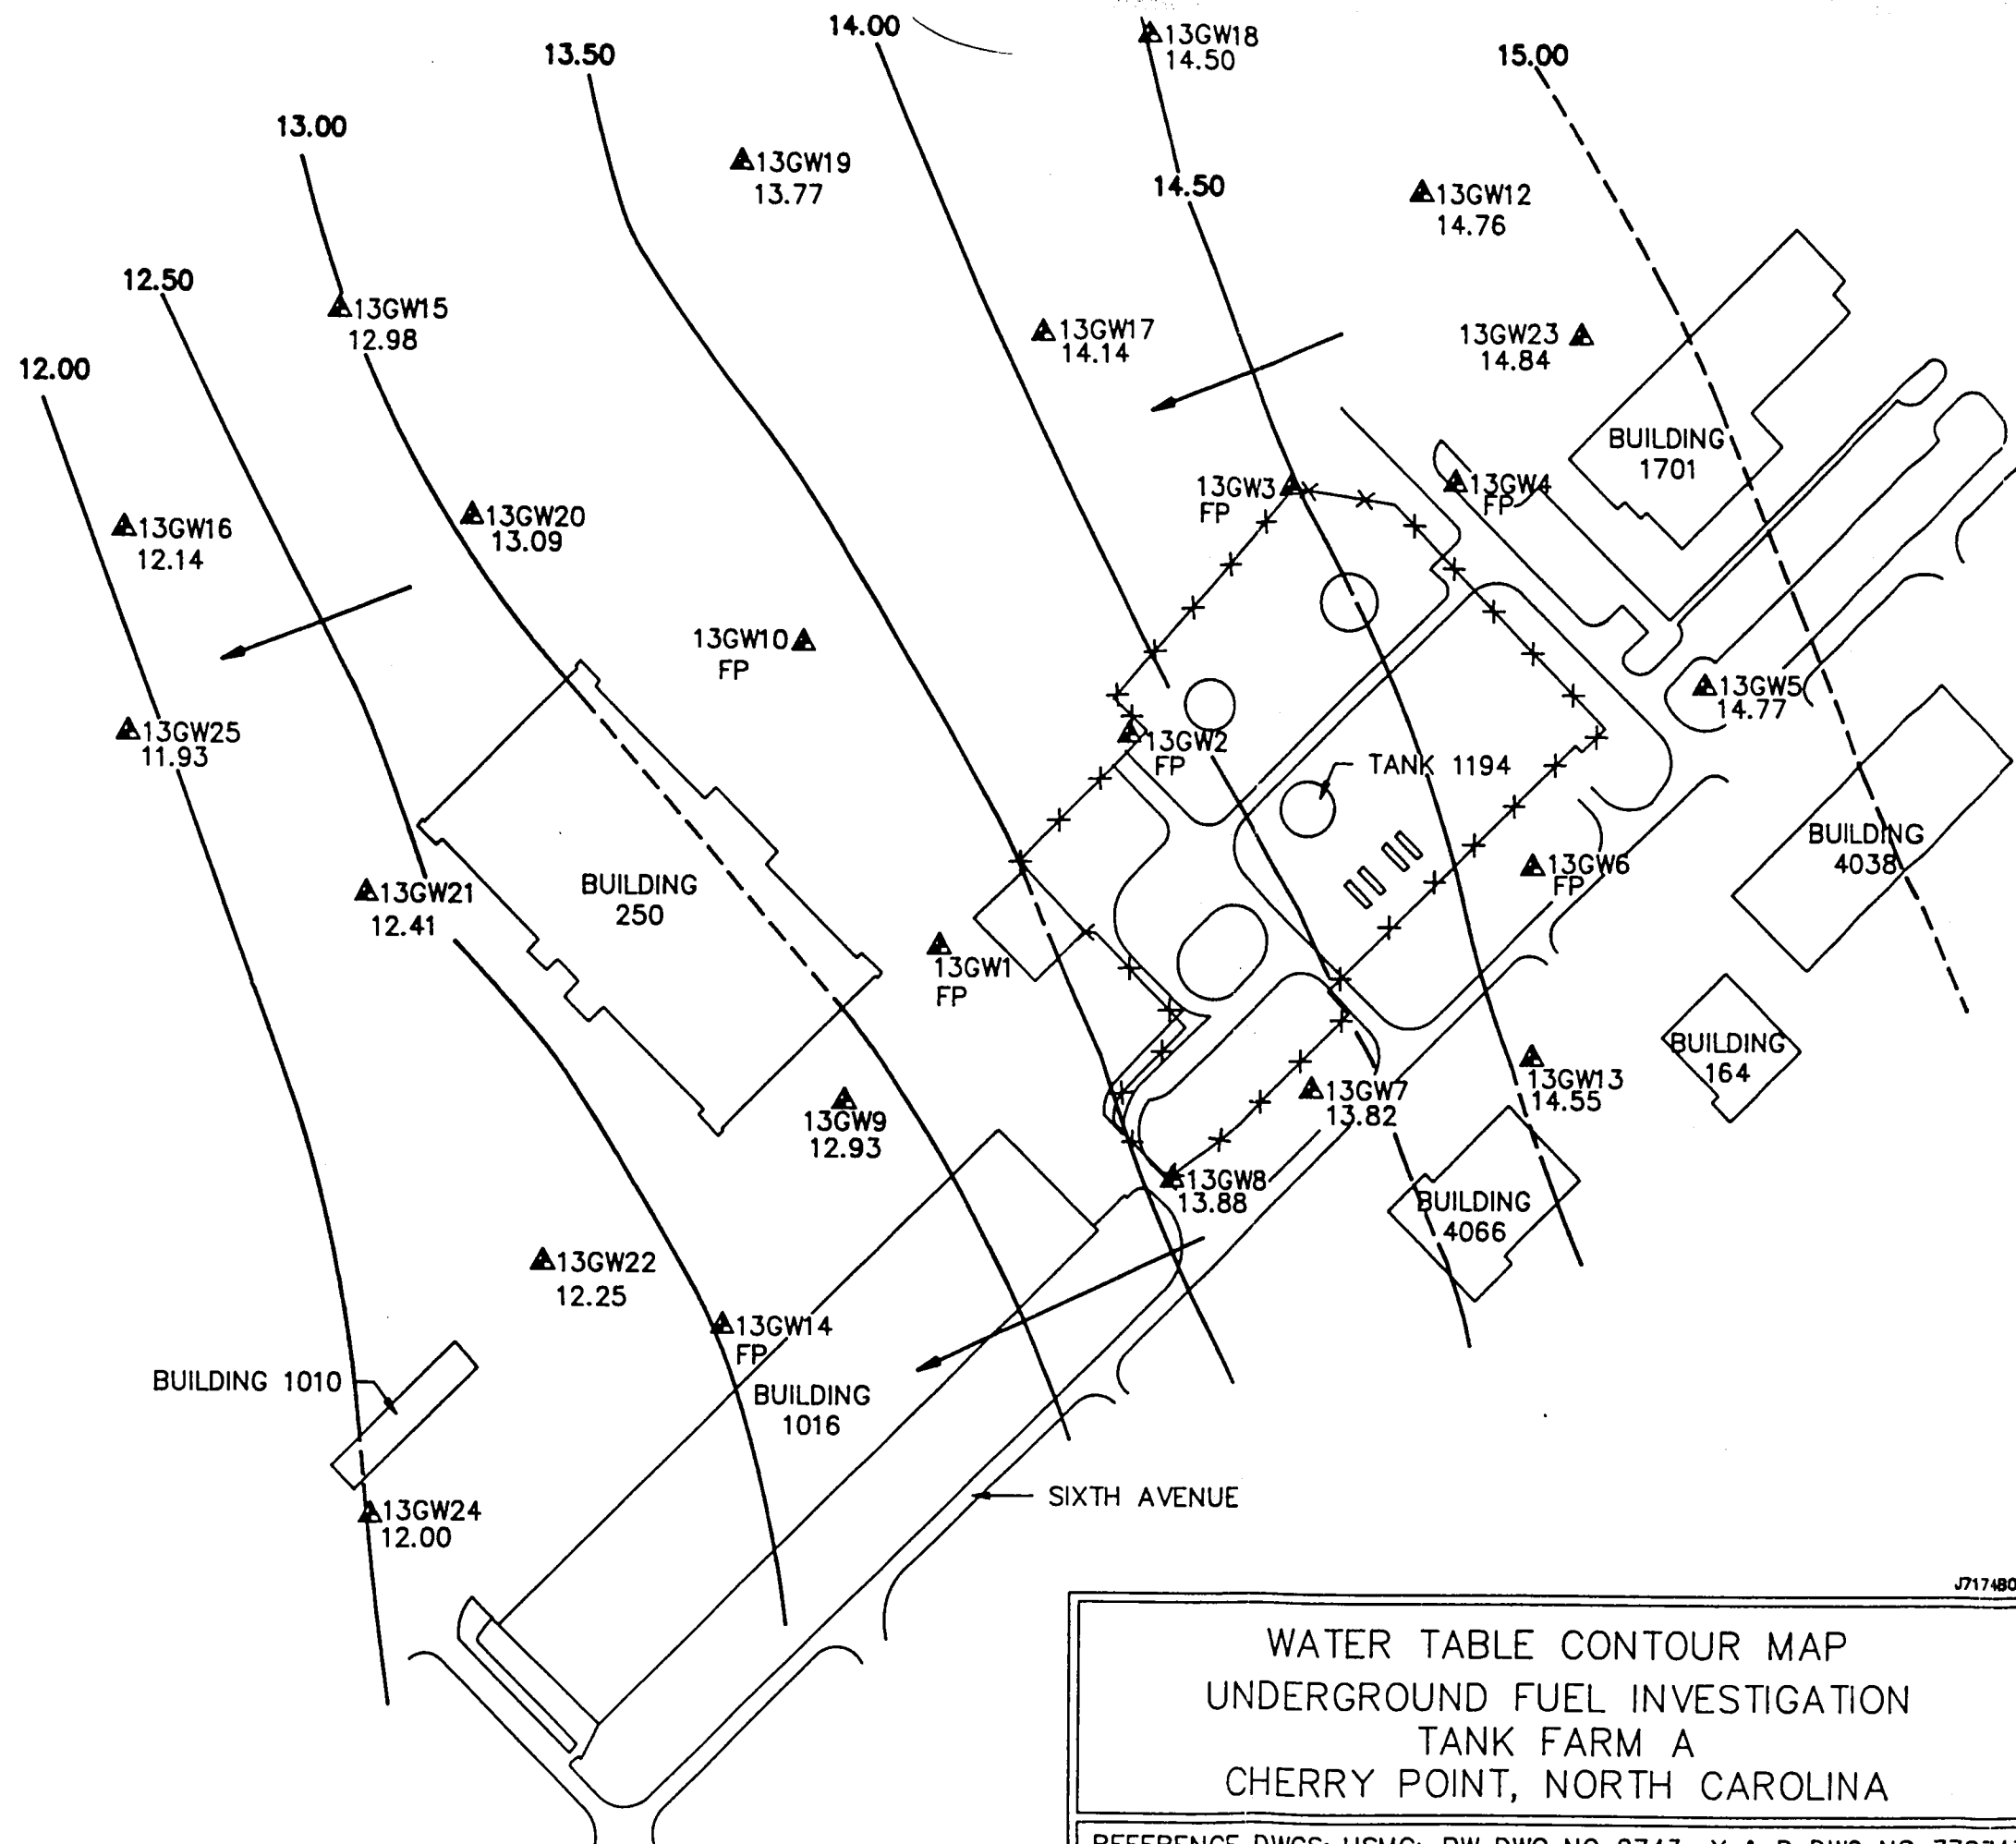 14.00
13GW18
14.50
13.50
15.00
13.00
13GW19
13.77
14.50
13GW12
14.76
12.50
13GW15
12.98
13GW17
14.14
13GW23
14.84
12.00
BUILDING
1701
13GW3
FP
13GW4
FP
13GW16
12.14
13GW20
13.09
13GW10
FP
13GW5
14.77
13GW25
11.93
13GW2
FP
TANK 1194
BUILDING
4038
13GW6
FP
13GW21
12.41
BUILDING
250
13GW1
FP
BUILDING
164
13GW9
12.93
13GW7
13.82
13GW13
14.55
13GW8
13.88
BUILDING
4066
13GW22
12.25
13GW14
FP
BUILDING 1010
BUILDING
1016
SIXTH AVENUE
13GW24
12.00
WATER TABLE CONTOUR MAP
UNDERGROUND FUEL INVESTIGATION
TANK FARM A
CHERRY POINT, NORTH CAROLINA